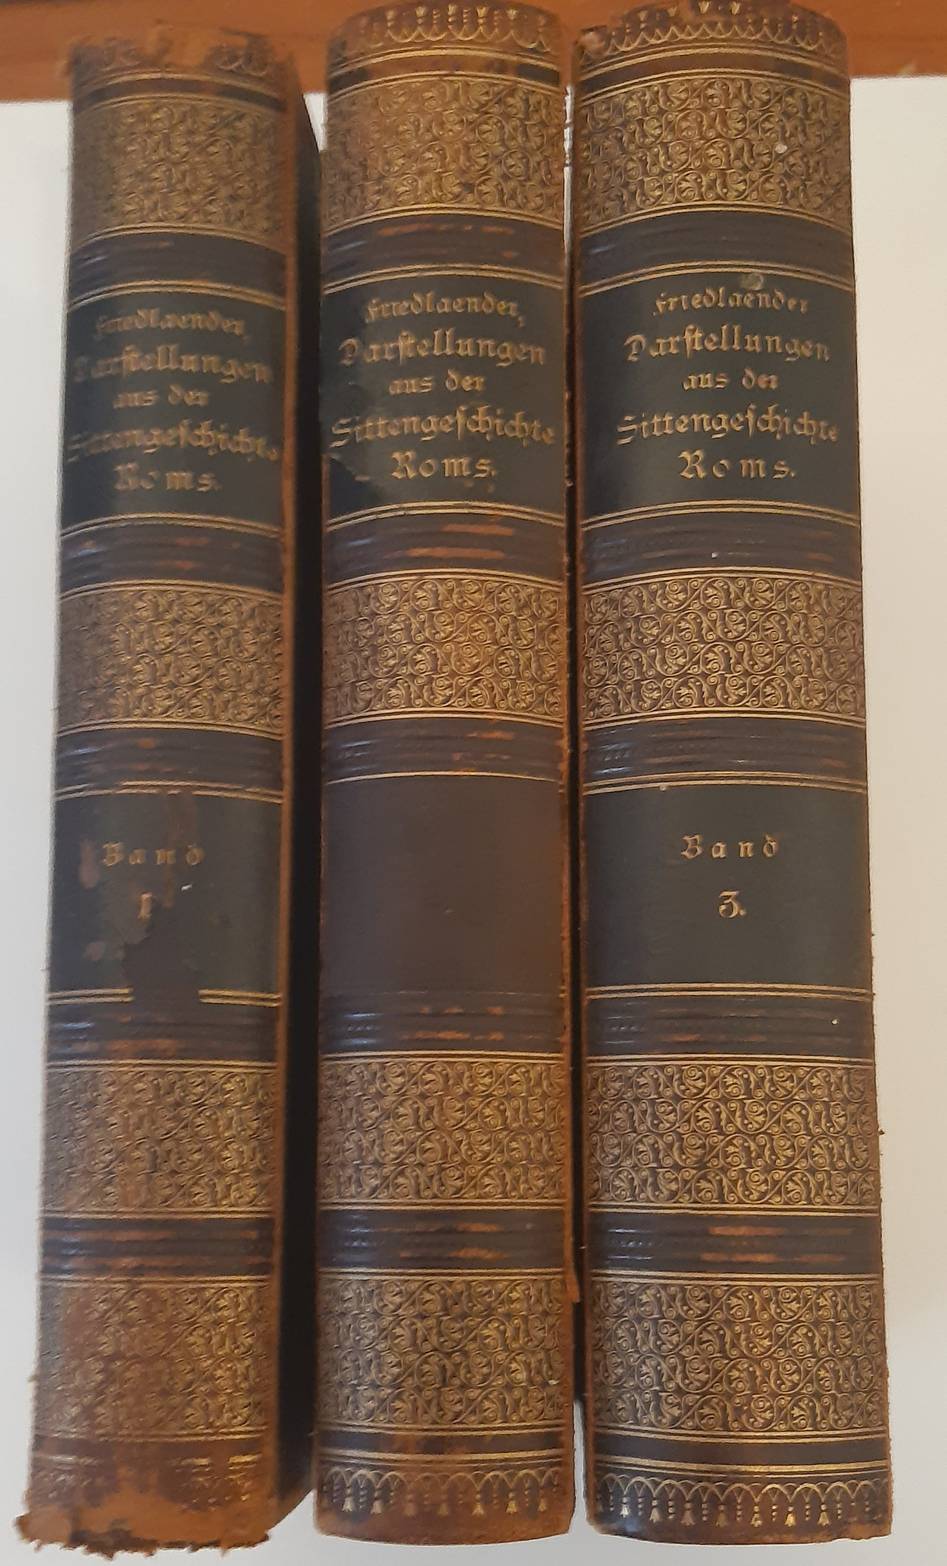 Friedlaender,
Darstellungen
aus der
Sittengeschichte
Roms.
Band
1
Friedlaender,
Darstellungen
aus der
Sittengeschichte
Roms.
Friedlaender
Darstellungen
aus der
Sittengeschichte
Roms.
Band
3.